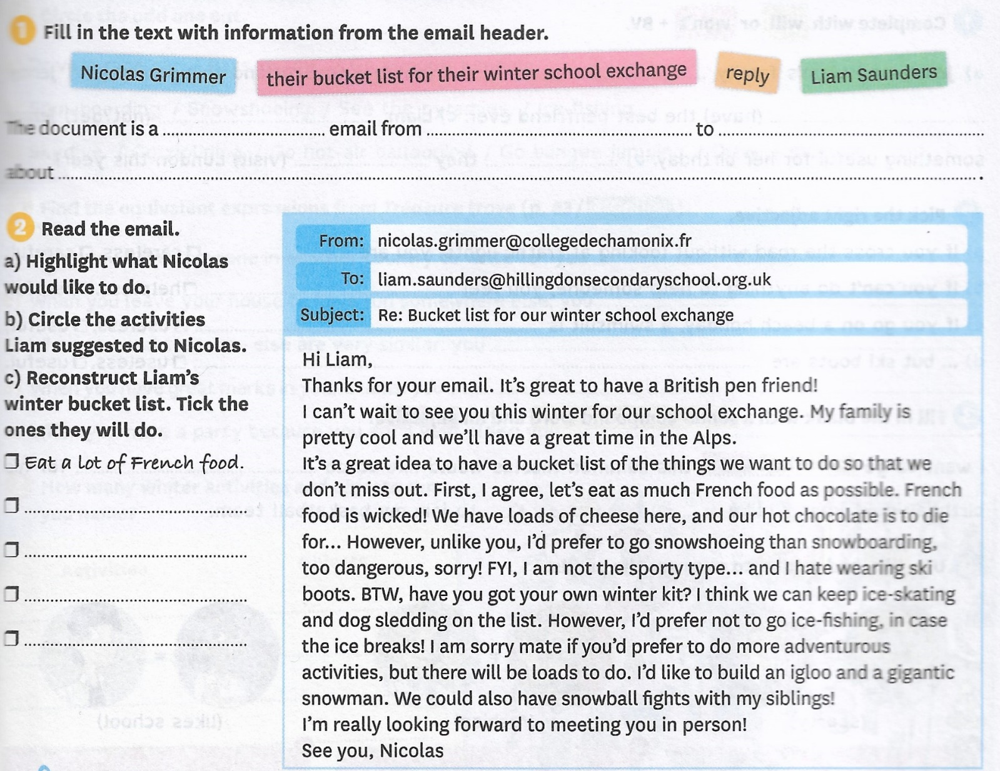 1 Fill in the text with information from the email header.
Nicolas Grimmer their bucket list for their winter school exchange reply Liam Saunders
The document is a .................... email from .................... to ....................
about .................... .
2 Read the email.
a) Highlight what Nicolas
would like to do.
b) Circle the activities
Liam suggested to Nicolas.
c) Reconstruct Liam's
winter bucket list. Tick the
ones they will do.
❒ Eat a lot of French food.
❒ ....................
❒ ....................
❒ ....................
❒ ....................
From: nicolas.grimmer@collegedechamonix.fr
To: liam.saunders@hillingdonsecondaryschool.org.uk
Subject: Re: Bucket list for our winter school exchange
Hi Liam,
Thanks for your email. It's great to have a British pen friend!
I can't wait to see you this winter for our school exchange. My family is
pretty cool and we'll have a great time in the Alps.
It's a great idea to have a bucket list of the things we want to do so that we
don't miss out. First, I agree, let's eat as much French food as possible. French
food is wicked! We have loads of cheese here, and our hot chocolate is to die
for... However, unlike you, I'd prefer to go snowshoeing than snowboarding,
too dangerous, sorry! FYI, I am not the sporty type... and I hate wearing ski
boots. BTW, have you got your own winter kit? I think we can keep ice-skating
and dog sledding on the list. However, I'd prefer not to go ice-fishing, in case
the ice breaks! I am sorry mate if you'd prefer to do more adventurous
activities, but there will be loads to do. I'd like to build an igloo and a gigantic
snowman. We could also have snowball fights with my siblings!
I'm really looking forward to meeting you in person!
See you, Nicolas